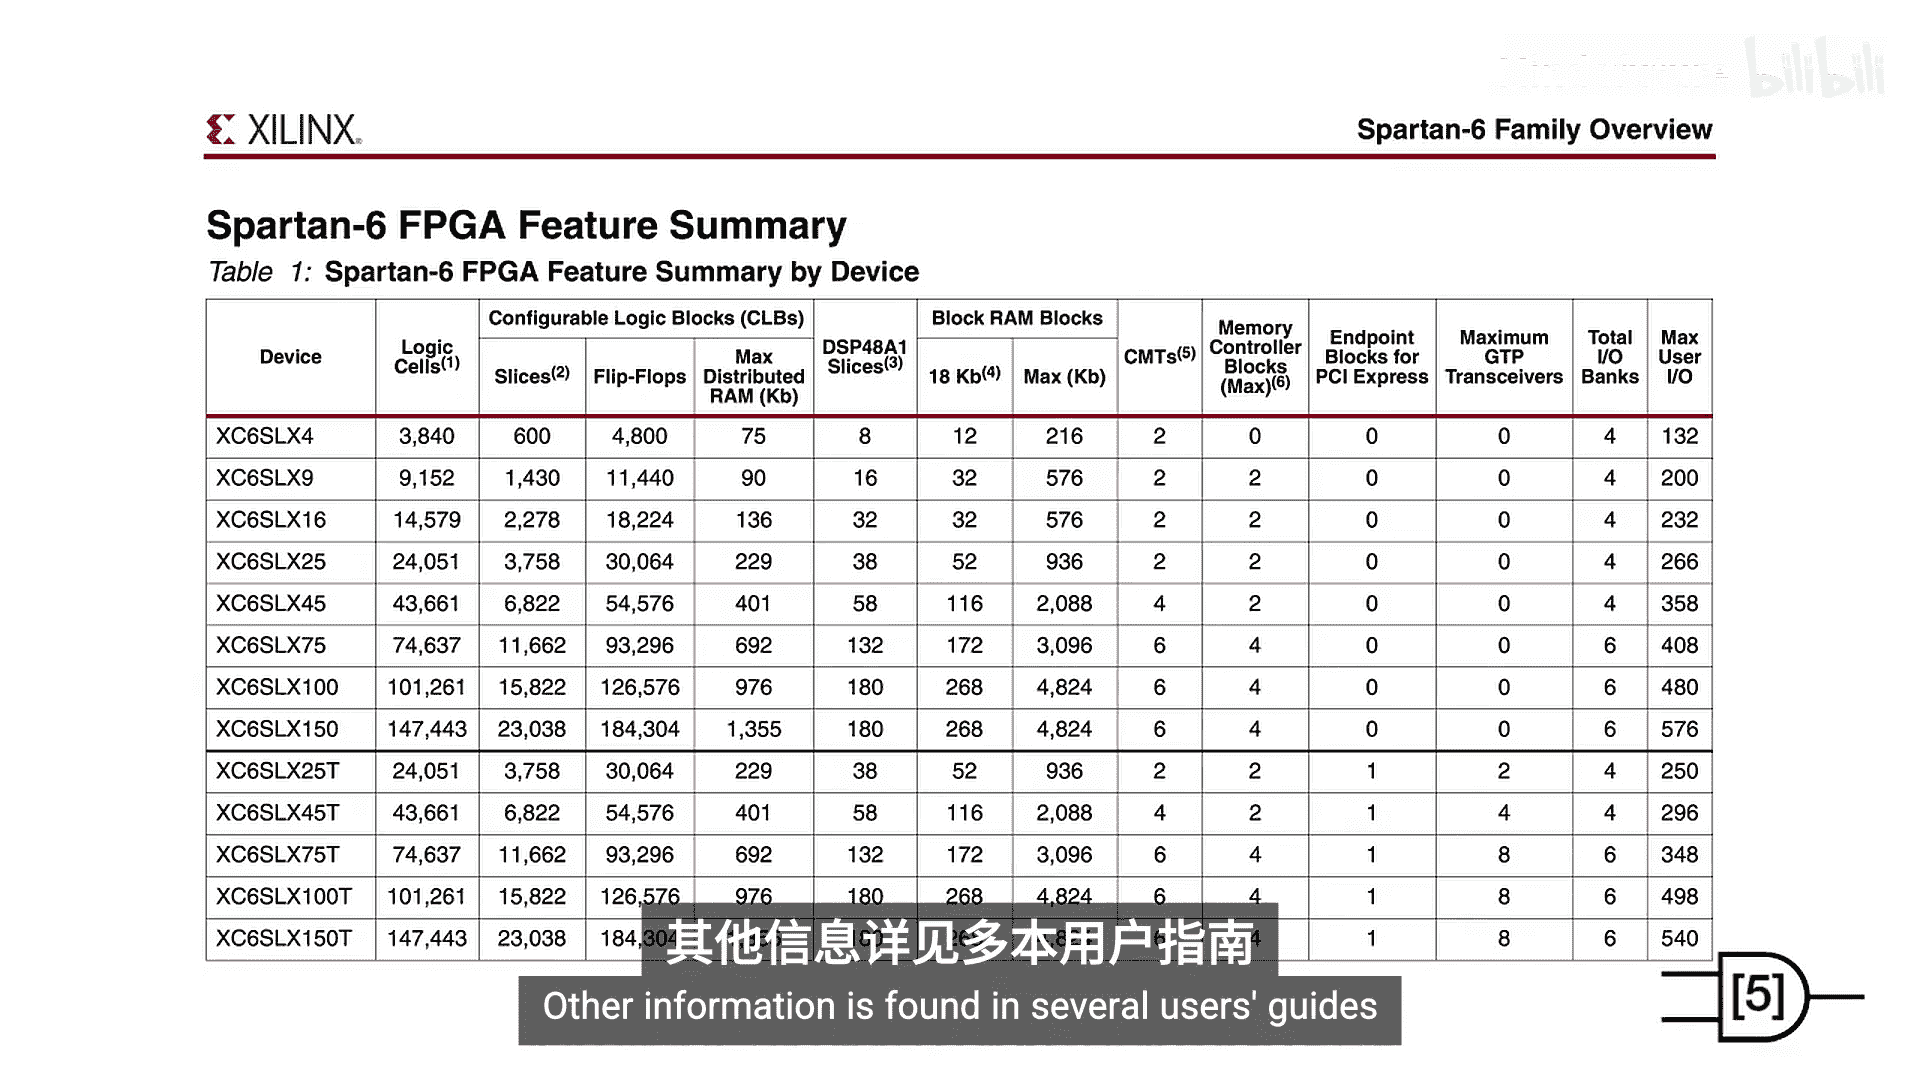 bilibili
XILINX®
Spartan-6 Family Overview
Spartan-6 FPGA Feature Summary
Table 1: Spartan-6 FPGA Feature Summary by Device
Device
Logic Cells(1)
Configurable Logic Blocks (CLBs)
Slices(2)
Flip-Flops
Max Distributed RAM (Kb)
DSP48A1 Slices(3)
Block RAM Blocks
18 Kb(4)
Max (Kb)
CMTs(5)
Memory Controller Blocks (Max)(6)
Endpoint Blocks for PCI Express
Maximum GTP Transceivers
Total I/O Banks
Max User I/O
XC6SLX4 3,840 600 4,800 75 8 12 216 2 0 0 0 4 132
XC6SLX9 9,152 1,430 11,440 90 16 32 576 2 2 0 0 4 200
XC6SLX16 14,579 2,278 18,224 136 32 32 576 2 2 0 0 4 232
XC6SLX25 24,051 3,758 30,064 229 38 52 936 2 2 0 0 4 266
XC6SLX45 43,661 6,822 54,576 401 58 116 2,088 4 2 0 0 4 358
XC6SLX75 74,637 11,662 93,296 692 132 172 3,096 6 4 0 0 6 408
XC6SLX100 101,261 15,822 126,576 976 180 268 4,824 6 4 0 0 6 480
XC6SLX150 147,443 23,038 184,304 1,355 180 268 4,824 6 4 0 0 6 576
XC6SLX25T 24,051 3,758 30,064 229 38 52 936 2 2 1 2 4 250
XC6SLX45T 43,661 6,822 54,576 401 58 116 2,088 4 2 1 4 4 296
XC6SLX75T 74,637 11,662 93,296 692 132 172 3,096 6 4 1 8 6 348
XC6SLX100T 101,261 15,822 126,576 976 180 268 4,824 6 4 1 8 6 498
XC6SLX150T 147,443 23,038 184,304 1 8 6 540
其他信息详见多本用户指南
Other information is found in several users' guides
[5]